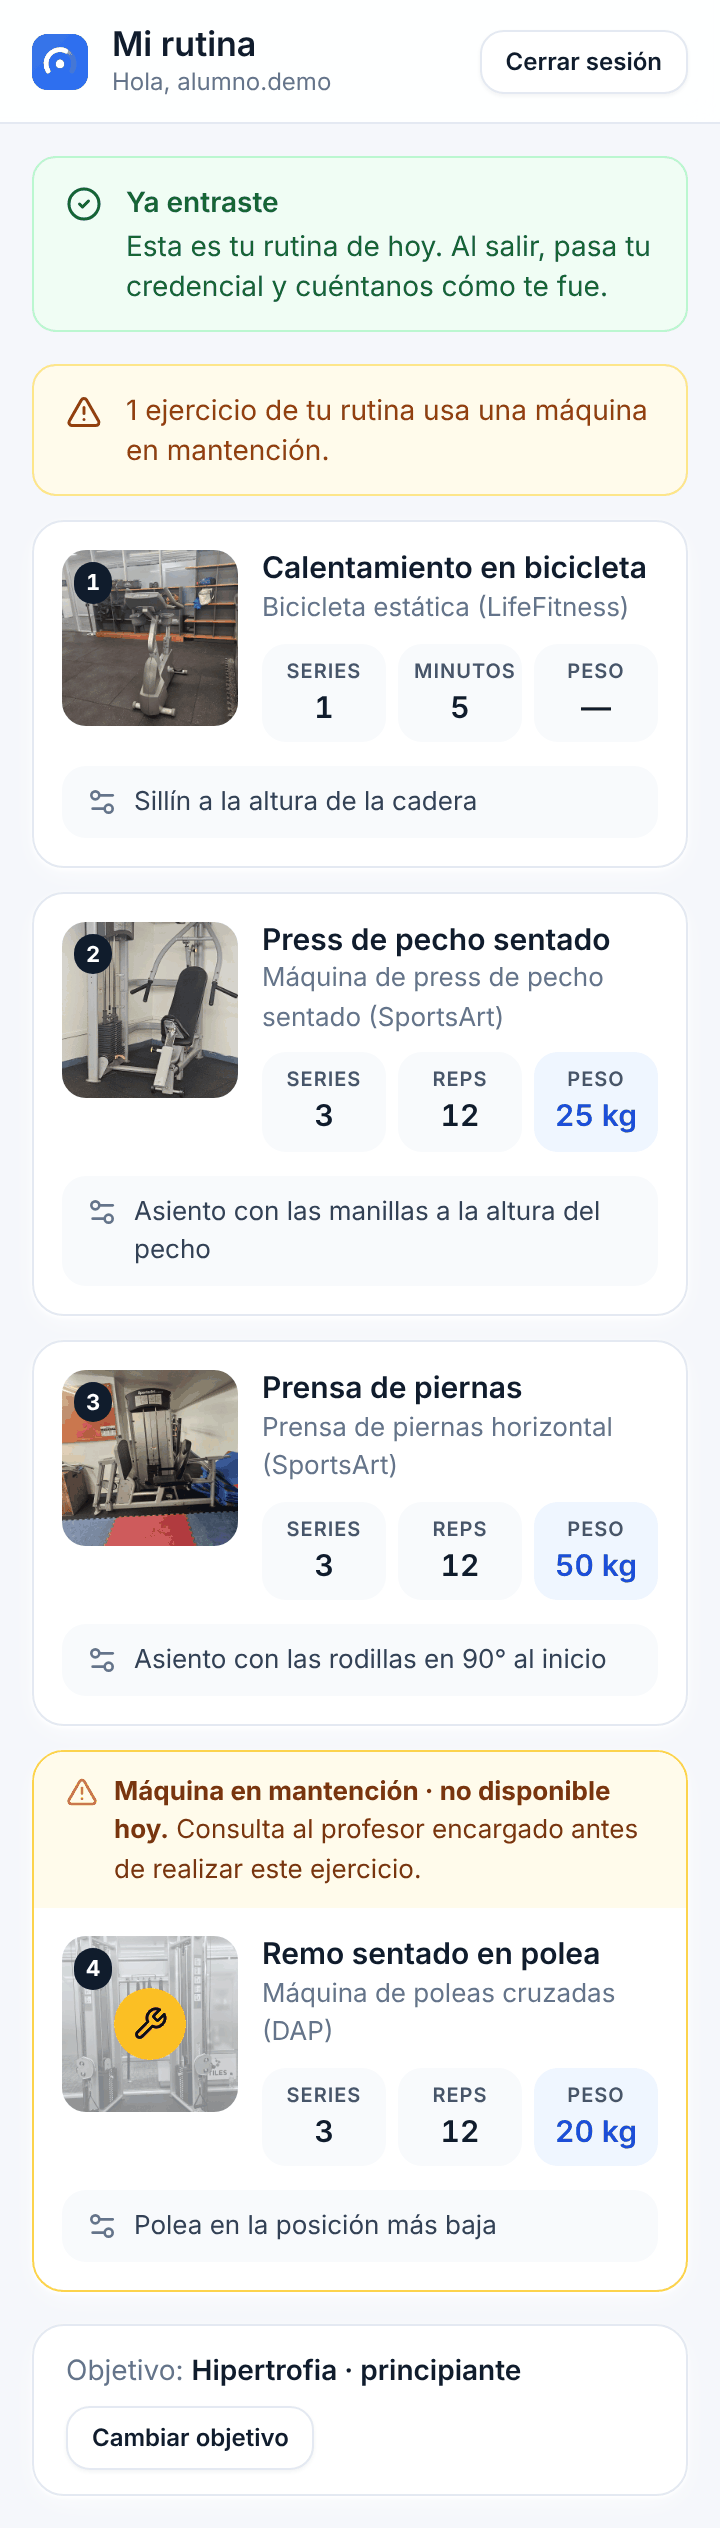 Mi rutina
Hola, alumno.demo
Cerrar sesión
Ya entraste
Esta es tu rutina de hoy. Al salir, pasa tu
credencial y cuéntanos cómo te fue.
1 ejercicio de tu rutina usa una máquina
en mantención.
1
Calentamiento en bicicleta
Bicicleta estática (LifeFitness)
SERIES MINUTOS PESO
1 5 —
Sillín a la altura de la cadera
2
Press de pecho sentado
Máquina de press de pecho
sentado (SportsArt)
SERIES REPS PESO
3 12 25 kg
Asiento con las manillas a la altura del
pecho
3
Prensa de piernas
Prensa de piernas horizontal
(SportsArt)
SERIES REPS PESO
3 12 50 kg
Asiento con las rodillas en 90° al inicio
Máquina en mantención · no disponible
hoy. Consulta al profesor encargado antes
de realizar este ejercicio.
4
Remo sentado en polea
Máquina de poleas cruzadas
(DAP)
SERIES REPS PESO
3 12 20 kg
Polea en la posición más baja
Objetivo: Hipertrofia · principiante
Cambiar objetivo